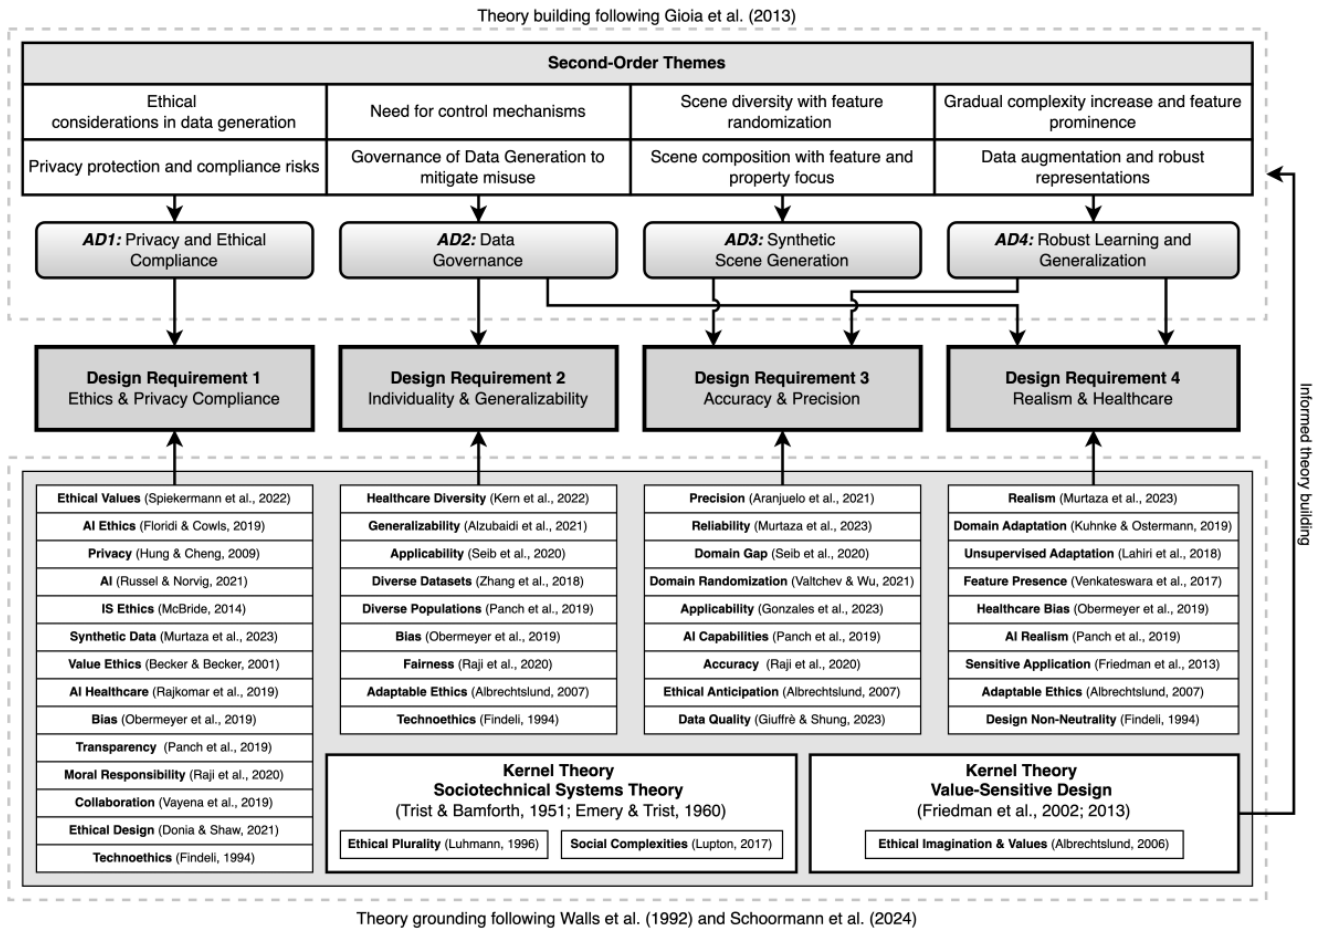 Theory building following Gioia et al. (2013)
Second-Order Themes
Ethical
considerations in data generation
Need for control mechanisms
Scene diversity with feature
randomization
Gradual complexity increase and feature
prominence
Privacy protection and compliance risks
Governance of Data Generation to
mitigate misuse
Scene composition with feature and
property focus
Data augmentation and robust
representations
AD1: Privacy and Ethical
Compliance
AD2: Data
Governance
AD3: Synthetic
Scene Generation
AD4: Robust Learning and
Generalization
Design Requirement 1
Ethics & Privacy Compliance
Design Requirement 2
Individuality & Generalizability
Design Requirement 3
Accuracy & Precision
Design Requirement 4
Realism & Healthcare
Informed theory building
Ethical Values (Spiekermann et al., 2022)
AI Ethics (Floridi & Cowls, 2019)
Privacy (Hung & Cheng, 2009)
AI (Russel & Norvig, 2021)
IS Ethics (McBride, 2014)
Synthetic Data (Murtaza et al., 2023)
Value Ethics (Becker & Becker, 2001)
AI Healthcare (Rajkomar et al., 2019)
Bias (Obermeyer et al., 2019)
Transparency (Panch et al., 2019)
Moral Responsibility (Raji et al., 2020)
Collaboration (Vayena et al., 2019)
Ethical Design (Donia & Shaw, 2021)
Technoethics (Findeli, 1994)
Healthcare Diversity (Kern et al., 2022)
Generalizability (Alzubaidi et al., 2021)
Applicability (Seib et al., 2020)
Diverse Datasets (Zhang et al., 2018)
Diverse Populations (Panch et al., 2019)
Bias (Obermeyer et al., 2019)
Fairness (Raji et al., 2020)
Adaptable Ethics (Albrechtslund, 2007)
Technoethics (Findeli, 1994)
Precision (Aranjuelo et al., 2021)
Reliability (Murtaza et al., 2023)
Domain Gap (Seib et al., 2020)
Domain Randomization (Valtchev & Wu, 2021)
Applicability (Gonzales et al., 2023)
AI Capabilities (Panch et al., 2019)
Accuracy (Raji et al., 2020)
Ethical Anticipation (Albrechtslund, 2007)
Data Quality (Giuffrè & Shung, 2023)
Realism (Murtaza et al., 2023)
Domain Adaptation (Kuhnke & Ostermann, 2019)
Unsupervised Adaptation (Lahiri et al., 2018)
Feature Presence (Venkateswara et al., 2017)
Healthcare Bias (Obermeyer et al., 2019)
AI Realism (Panch et al., 2019)
Sensitive Application (Friedman et al., 2013)
Adaptable Ethics (Albrechtslund, 2007)
Design Non-Neutrality (Findeli, 1994)
Kernel Theory
Sociotechnical Systems Theory
(Trist & Bamforth, 1951; Emery & Trist, 1960)
Ethical Plurality (Luhmann, 1996)
Social Complexities (Lupton, 2017)
Kernel Theory
Value-Sensitive Design
(Friedman et al., 2002; 2013)
Ethical Imagination & Values (Albrechtslund, 2006)
Theory grounding following Walls et al. (1992) and Schoormann et al. (2024)